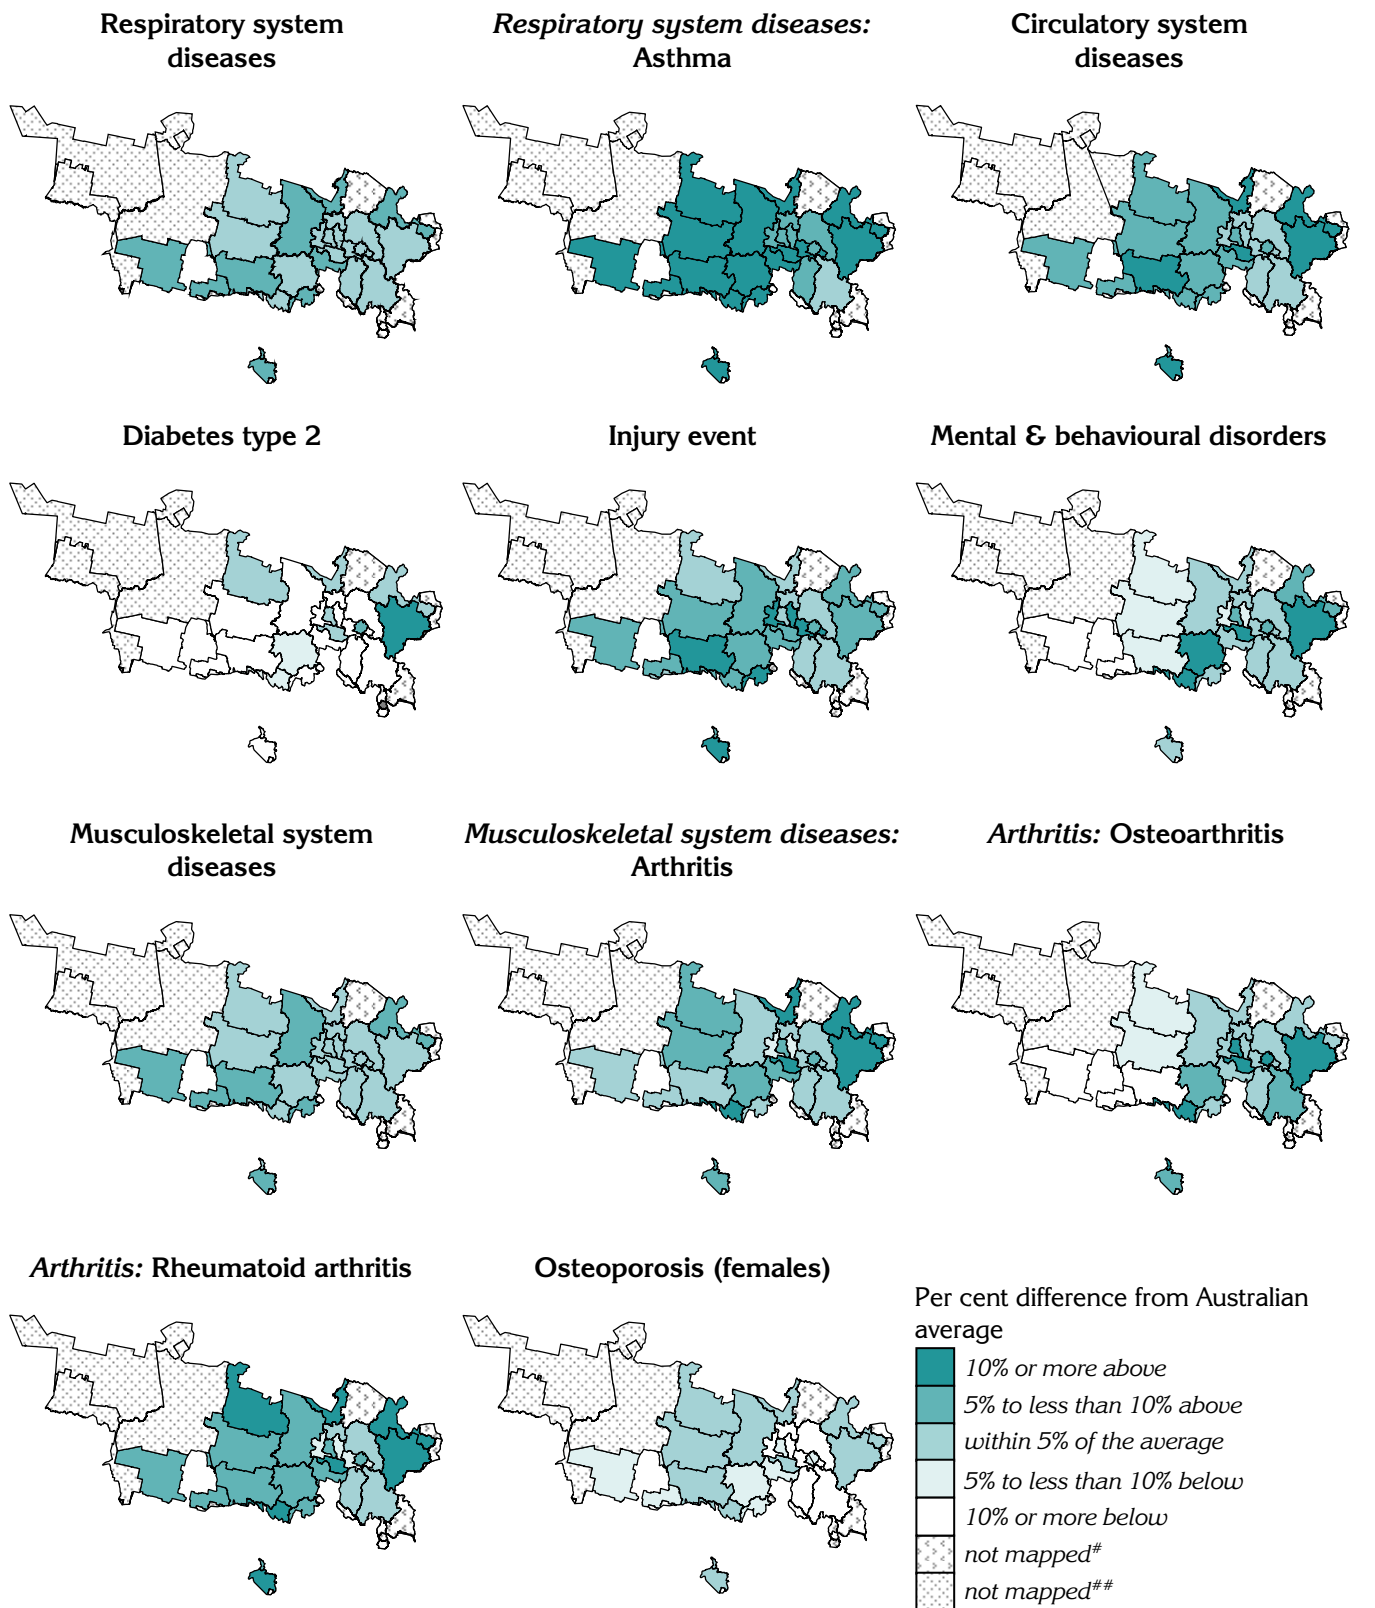 Respiratory system
diseases
Respiratory system diseases:
Asthma
Circulatory system
diseases
Diabetes type 2
Injury event
Mental & behavioural disorders
Musculoskeletal system
diseases
Musculoskeletal system diseases:
Arthritis
Arthritis: Osteoarthritis
Arthritis: Rheumatoid arthritis
Osteoporosis (females)
Per cent difference from Australian
average
10% or more above
5% to less than 10% above
within 5% of the average
5% to less than 10% below
10% or more below
not mapped#
not mapped##